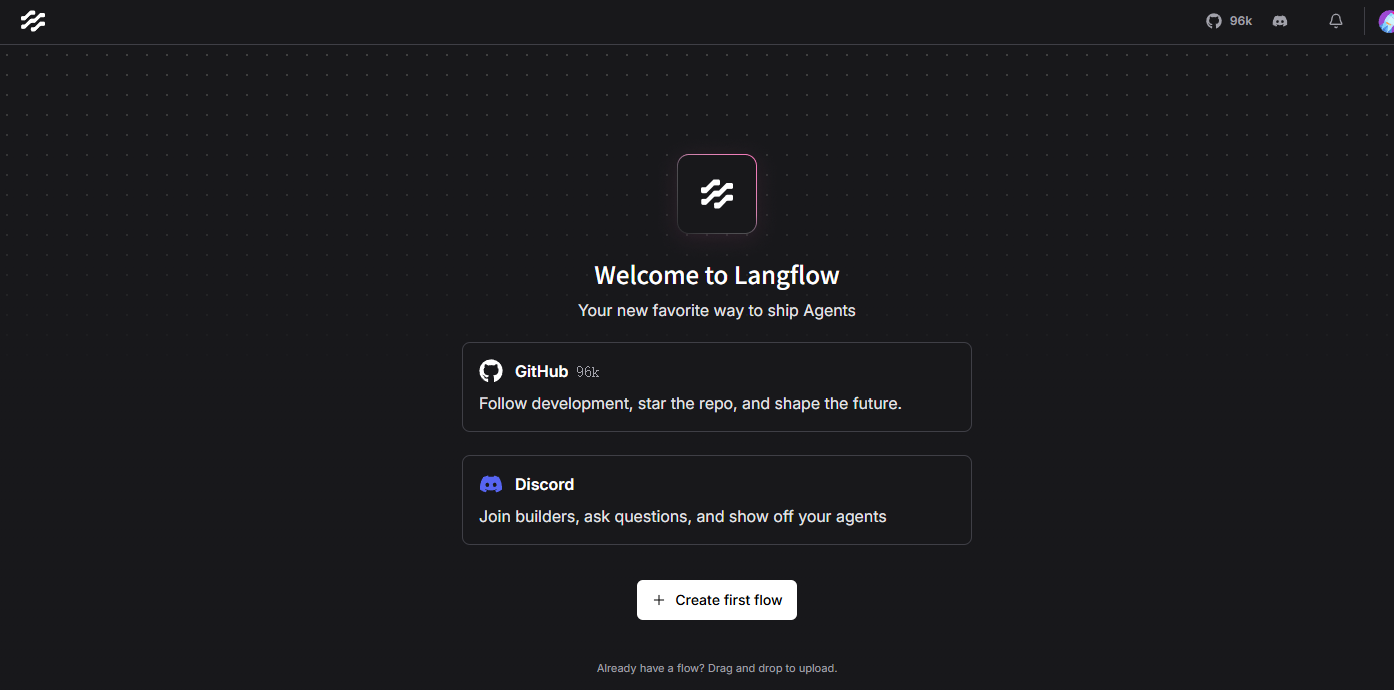 96k
Welcome to Langflow
Your new favorite way to ship Agents
GitHub 96k
Follow development, star the repo, and shape the future.
Discord
Join builders, ask questions, and show off your agents
Create first flow
Already have a flow? Drag and drop to upload.